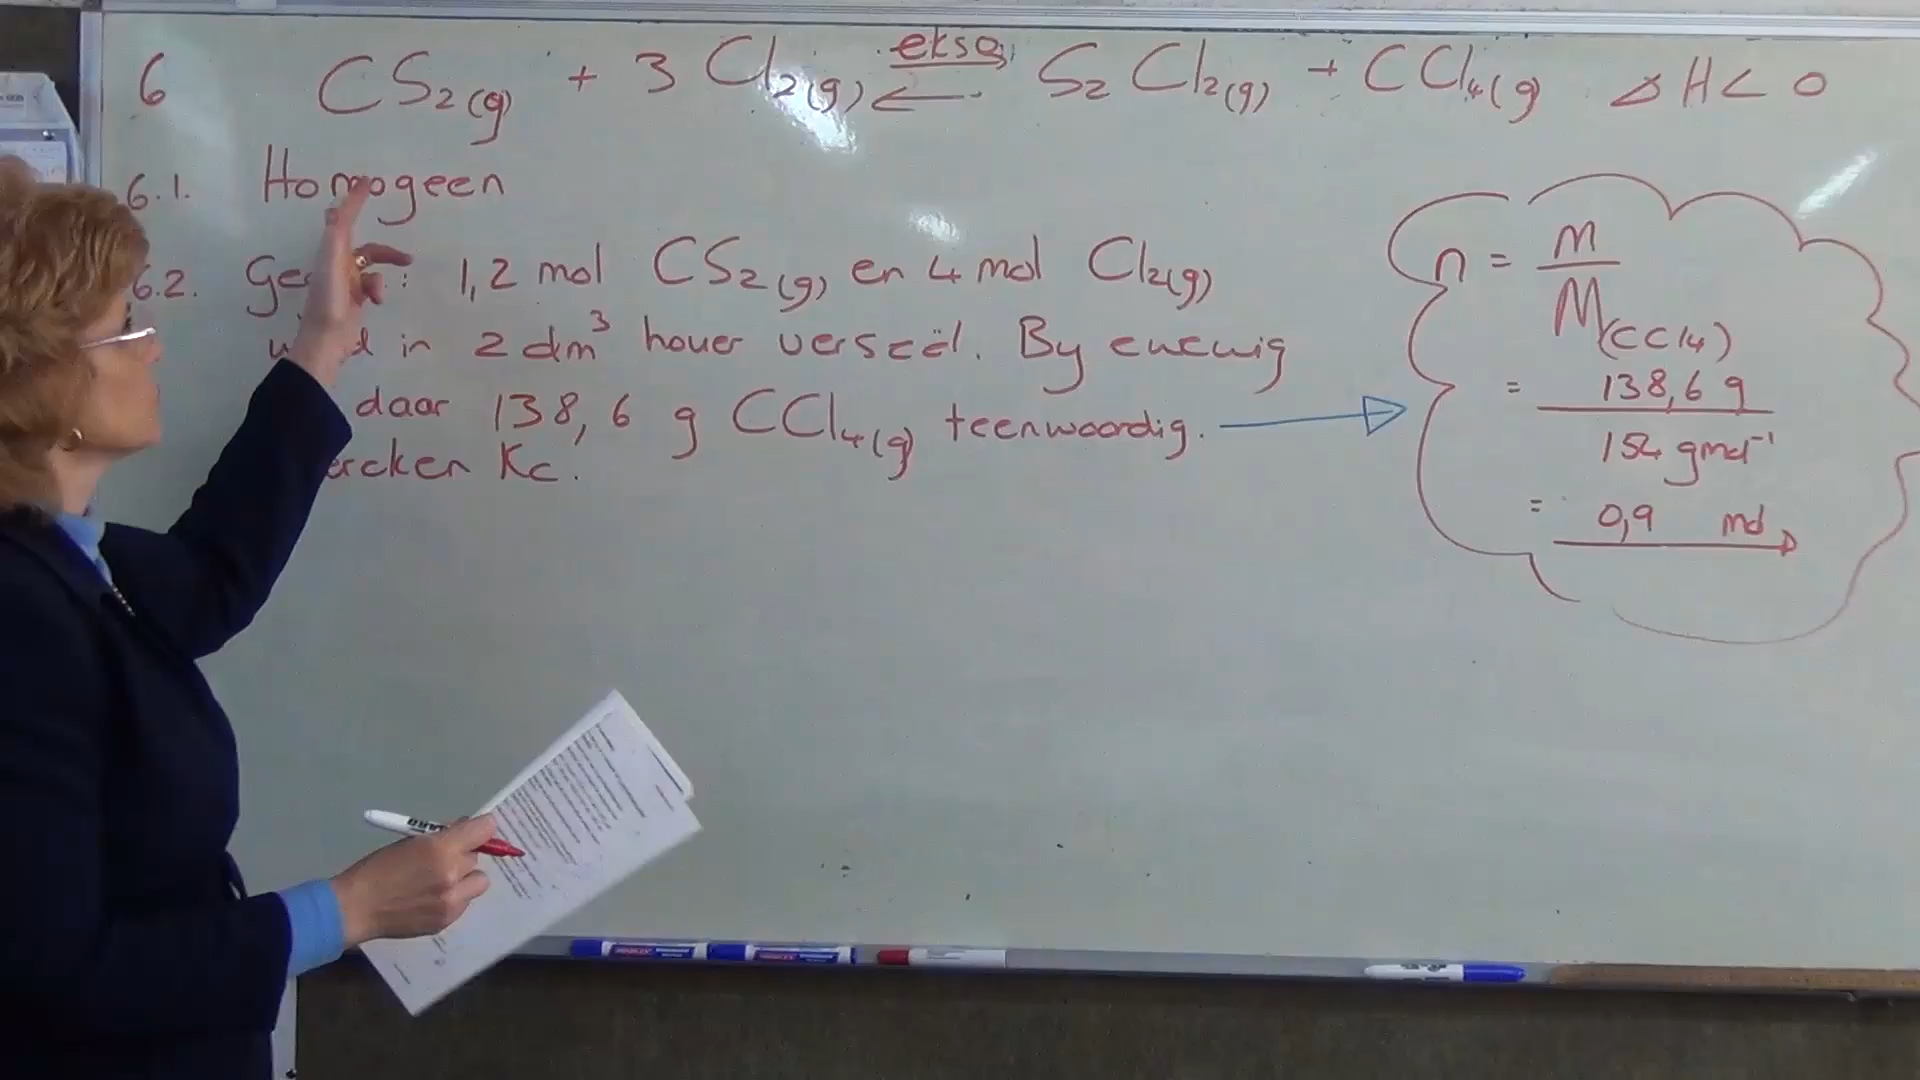 6 CS₂(g) + 3 Cl₂(g) ekso ⇌ S₂Cl₂(g) + CCl₄(g) ΔH < 0
6.1. Homogeen
6.2. : 1,2 mol CS₂(g) en 4 mol Cl₂(g)
in 2 dm³ houer verseël. By ewewig
daar 138,6 g CCl₄(g) teenwoordig.
Kc.
n = m
M(CCl₄)
= 138,6 g
154 gmol⁻¹
= 0,9 mol